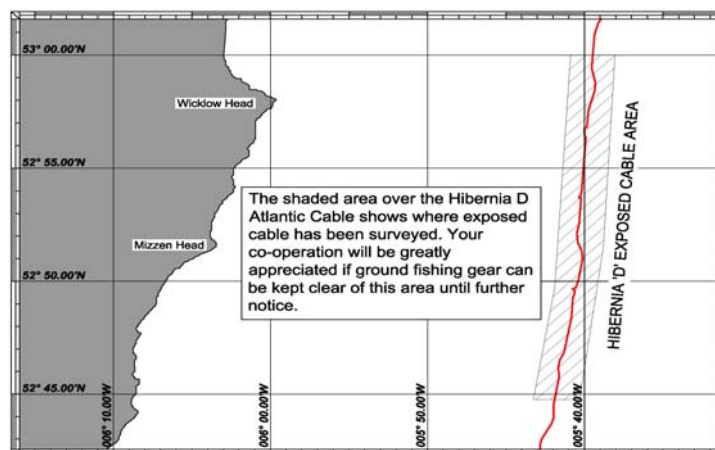 53° 00.00'N
Wicklow Head
52° 55.00'N
The shaded area over the Hibernia D
Atlantic Cable shows where exposed
cable has been surveyed. Your
co-operation will be greatly
appreciated if ground fishing gear can
be kept clear of this area until further
notice.
Mizzen Head
52° 50.00'N
HIBERNIA 'D' EXPOSED CABLE AREA
52° 45.00'N
006° 10.00'W
006° 00.00'W
005° 50.00'W
005° 40.00'W